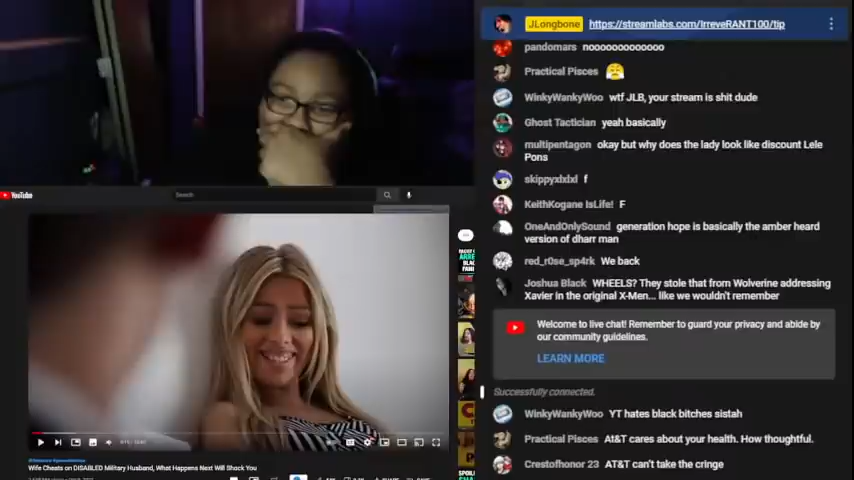 JLongbone https://streamlabs.com/IrreveRANT100/tip
pandomars noooooooooooo
Practical Pisces 😤
WinkyWankyWoo wtf JLB, your stream is shit dude
Ghost Tactician yeah basically
multipentagon okay but why does the lady look like discount Lele
Pons
skippyxlxlxl f
KeithKogane IsLife! F
OneAndOnlySound generation hope is basically the amber heard
version of dharr man
red_r0se_sp4rk We back
Joshua Black WHEELS? They stole that from Wolverine addressing
Xavier in the original X-Men... like we wouldn't remember
Welcome to live chat! Remember to guard your privacy and abide by
our community guidelines.
LEARN MORE
Successfully connected.
WinkyWankyWoo YT hates black bitches sistah
Practical Pisces At&T cares about your health. How thoughtful.
Crestofhonor 23 AT&T can't take the cringe
YouTube
Search
Wife Cheats on DISABLED Military Husband, What Happens Next Will Shock You